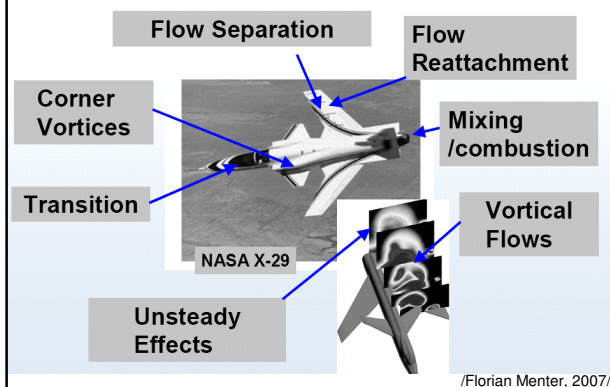 Flow Separation
Flow
Reattachment
Corner
Vortices
Mixing
/combustion
Transition
Vortical
Flows
NASA X-29
Unsteady
Effects
/Florian Menter, 2007/